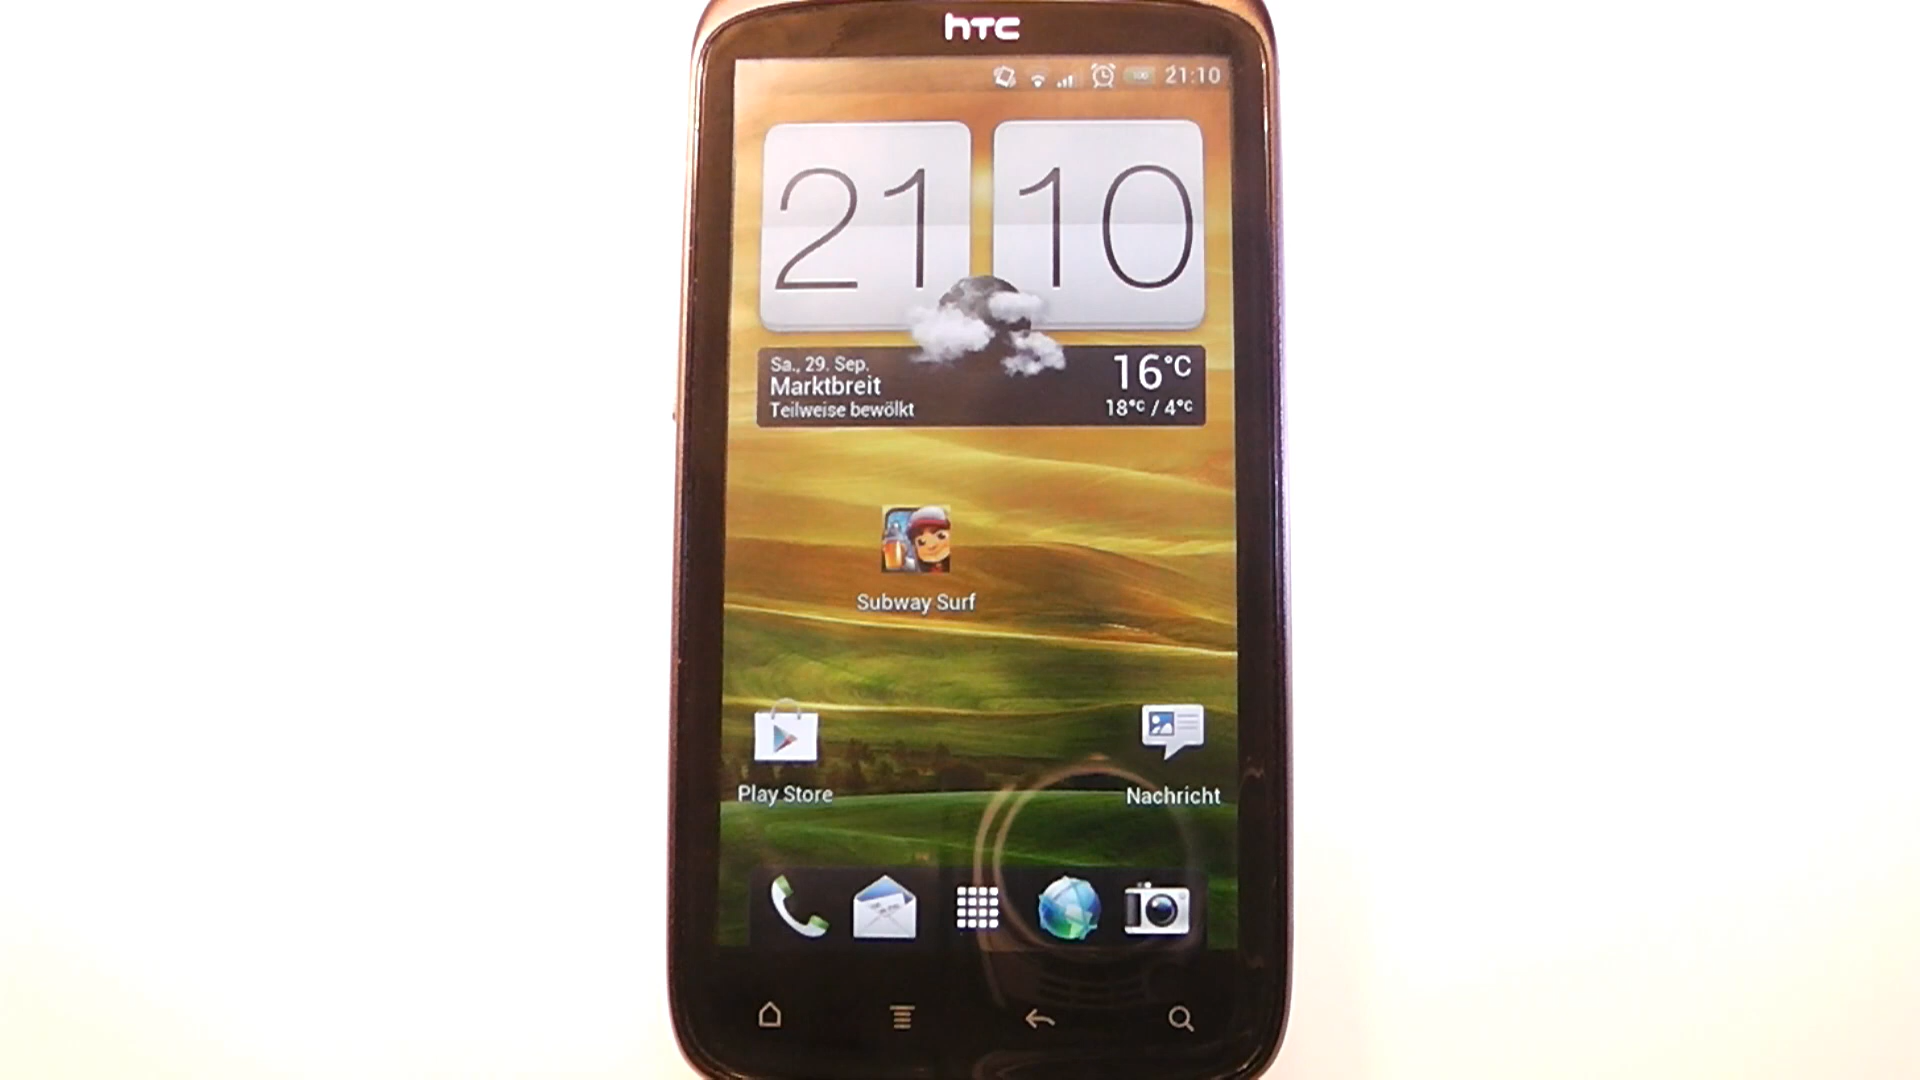 hTC
21:10
21 10
Sa., 29. Sep.
Marktbreit
Teilweise bewölkt
16°C
18°C / 4°C
Subway Surf
Play Store
Nachricht